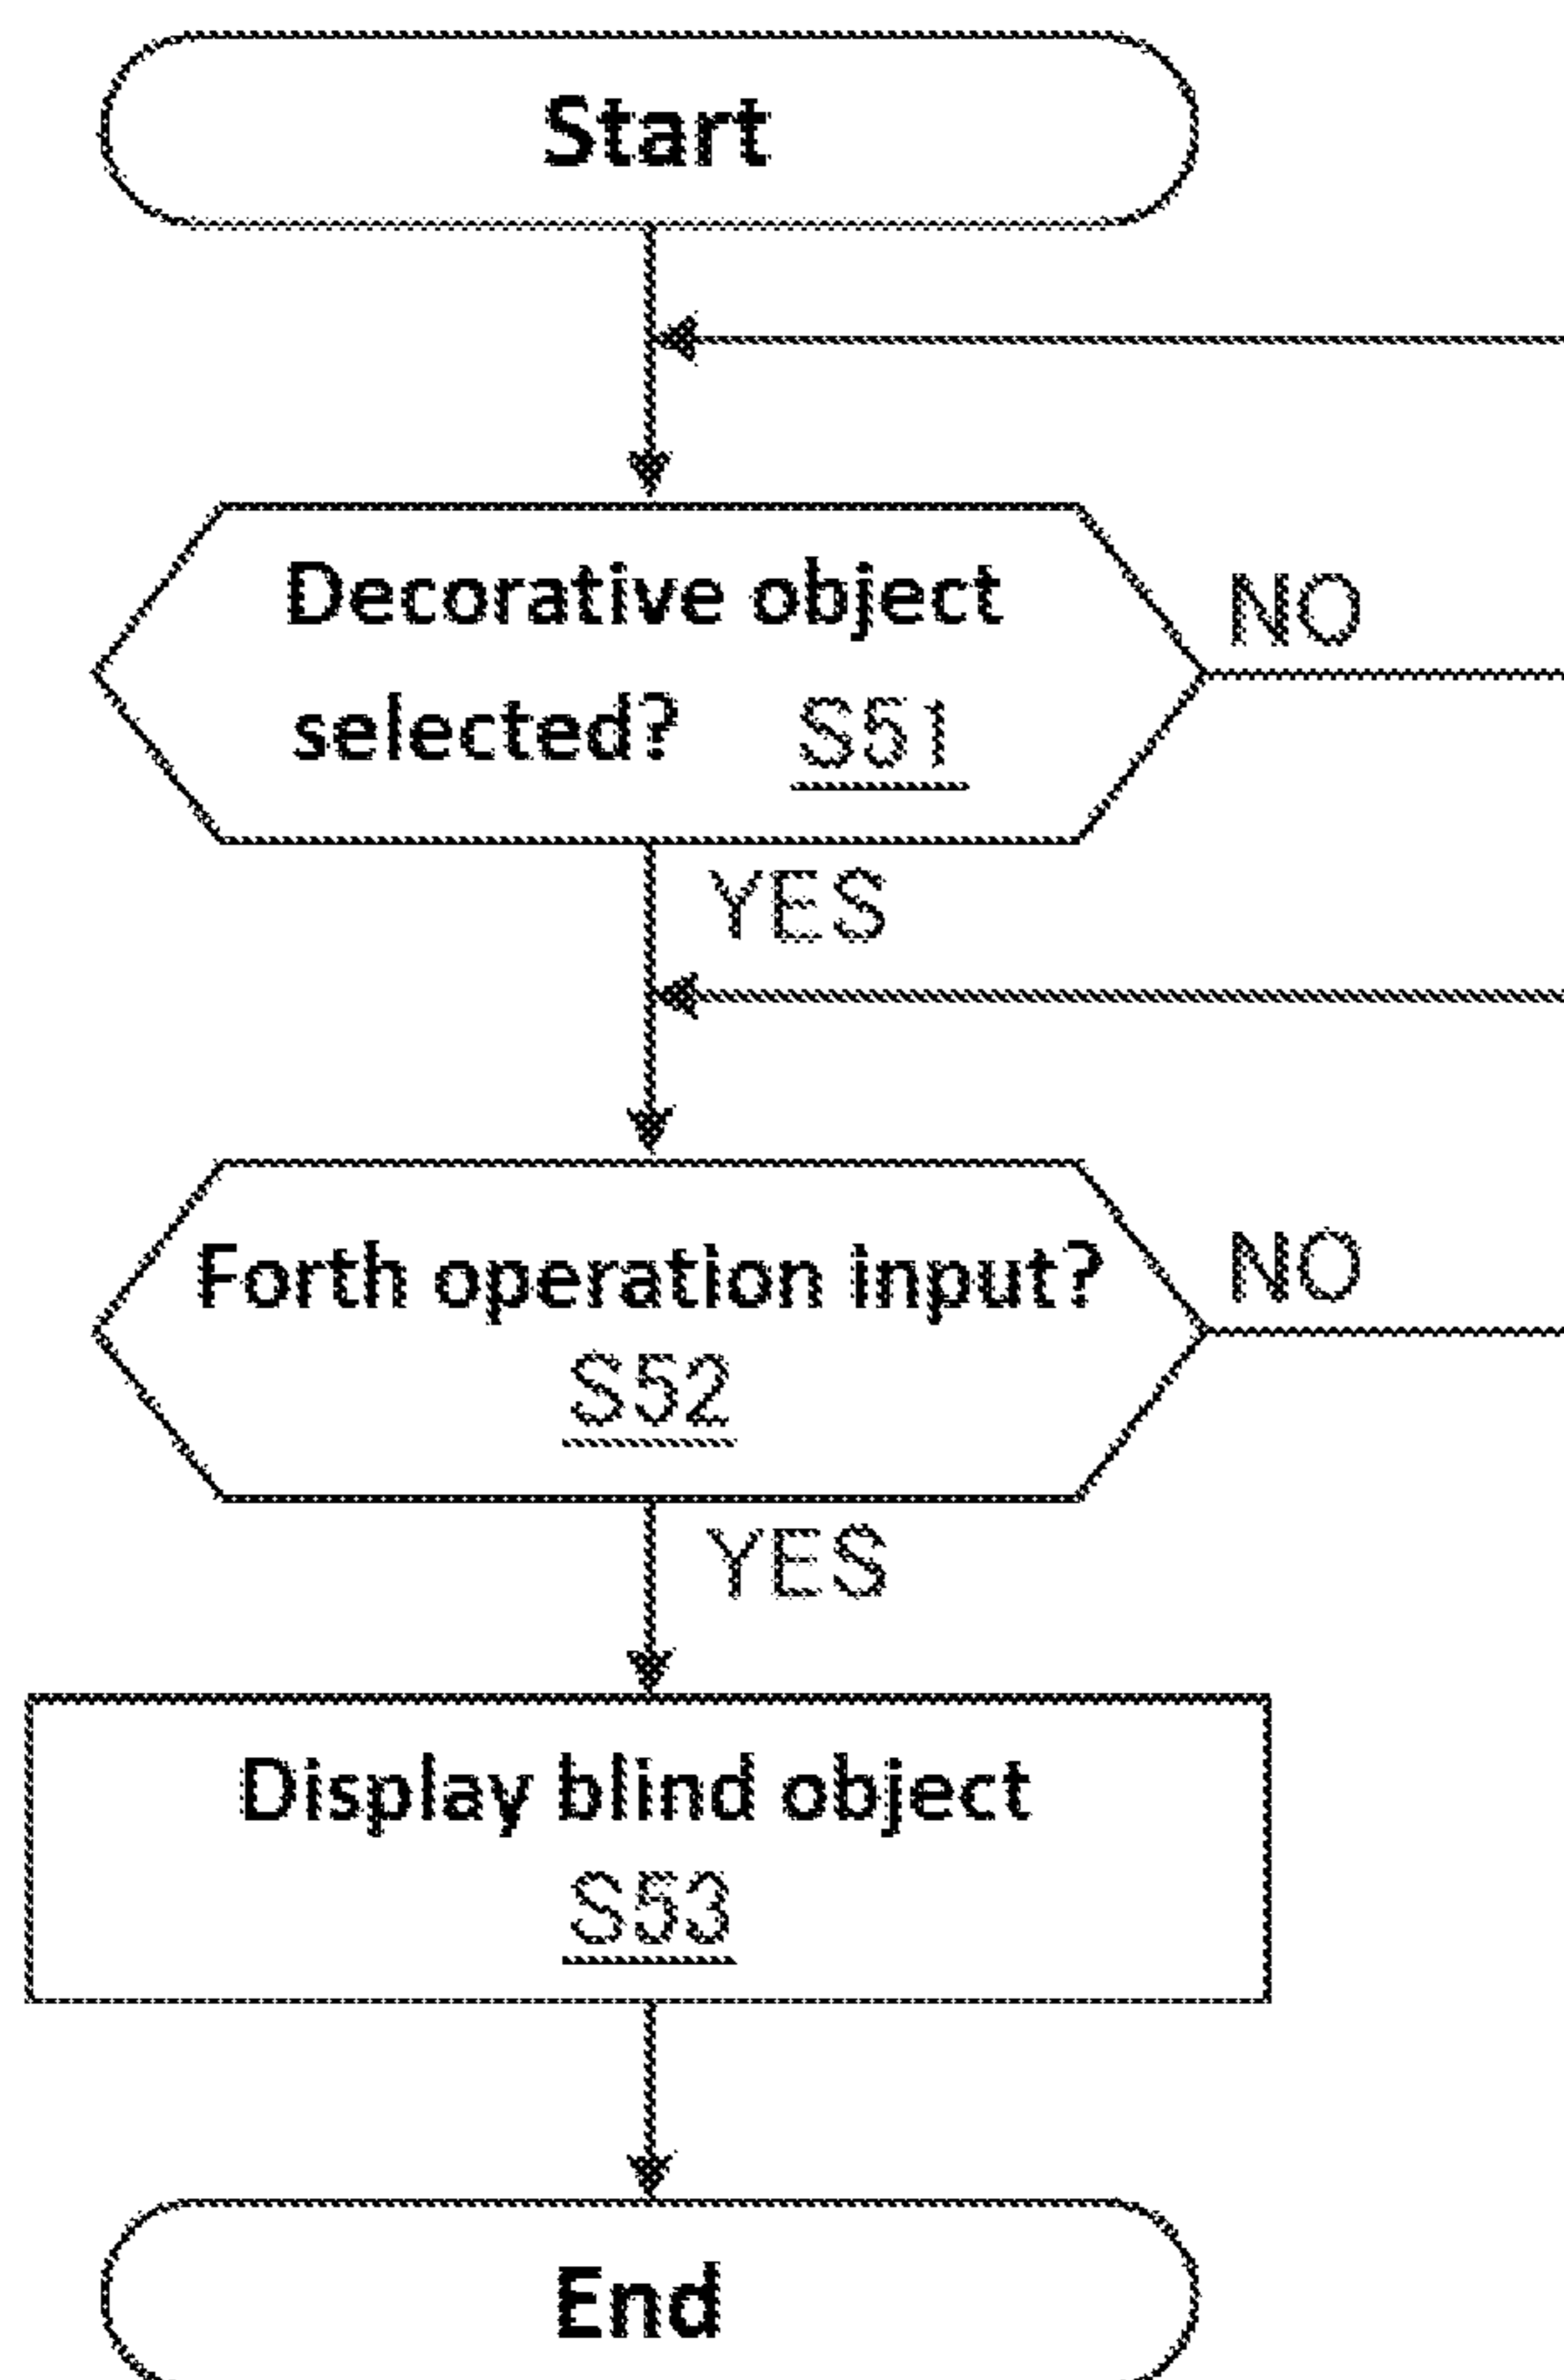 Start
Decorative object
NO
selected? S51
YES
Forth operation input?
NO
S52
YES
Display blind object
S53
End